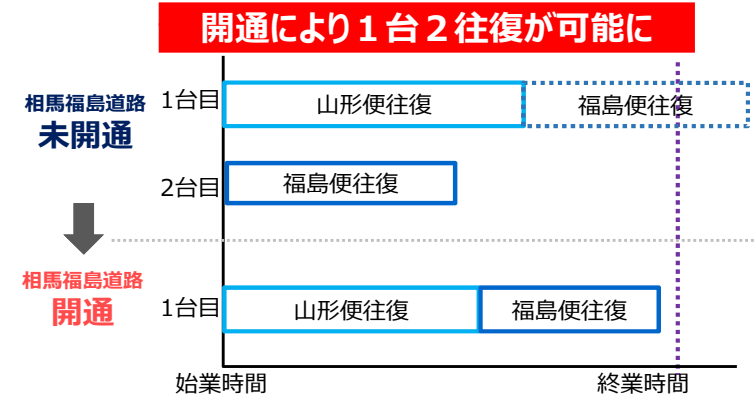 開通により１台２往復が可能に
相馬福島道路
未開通
1台目
山形便往復
福島便往復
2台目
福島便往復
相馬福島道路
開通
1台目
山形便往復
福島便往復
始業時間
終業時間